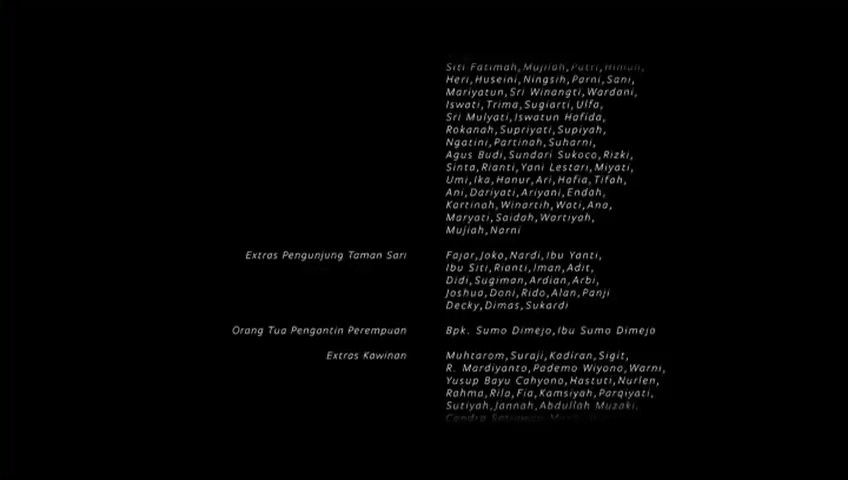 Siti Fatimah, Mujilah, Putri,
Heri, Huseini, Ningsih, Parni, Sani,
Mariyatun, Sri Winangti, Wardani,
Iswati, Trima, Sugiarti, Ulfa,
Sri Mulyati, Iswatun Hafida,
Rokanah, Supriyati, Supiyah,
Ngatini, Partinah, Suharni,
Agus Budi, Sundari Sukoco, Rizki,
Sinta, Rianti, Yani Lestari, Miyati,
Umi, Ika, Hanur, Ari, Hafia, Tifah,
Ani, Dariyati, Ariyani, Endah,
Kartinah, Winartih, Wati, Ana,
Maryati, Saidah, Wartiyah,
Mujiah, Narni
Extras Pengunjung Taman Sari Fajar, Joko, Nardi, Ibu Yanti,
Ibu Siti, Rianti, Iman, Adit,
Didi, Sugiman, Ardian, Arbi,
Joshua, Doni, Rido, Alan, Panji
Decky, Dimas, Sukardi
Orang Tua Pengantin Perempuan Bpk. Sumo Dimejo, Ibu Sumo Dimejo
Extras Kawinan Muhtarom, Suraji, Kadiran, Sigit,
R. Mardiyanto, Pademo Wiyono, Warni,
Yusup Bayu Cahyono, Hastuti, Nurlen,
Rahma, Rila, Fia, Kamsiyah, Parqiyati,
Sutiyah, Jannah, Abdullah Muzaki,